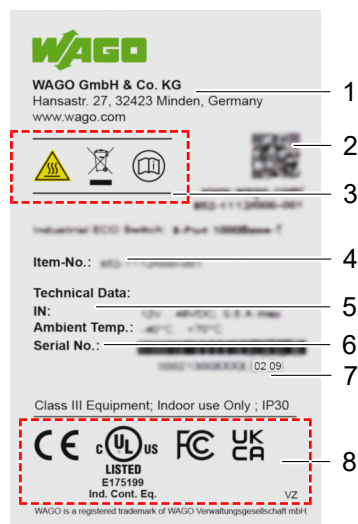 WAGO
WAGO GmbH & Co. KG
Hansastr. 27, 32423 Minden, Germany
www.wago.com
1
2
3
Industrial ECO Switch
4
Item-No.:
Technical Data:
IN:
5
Ambient Temp.:
Serial No.:
6
02 09
7
Class III Equipment; Indoor use Only ; IP30
CE
c UL us
LISTED
E175199
Ind. Cont. Eq.
FC
UK
CA
8
VZ
WAGO is a registered trademark of WAGO Verwaltungsgesellschaft mbH.